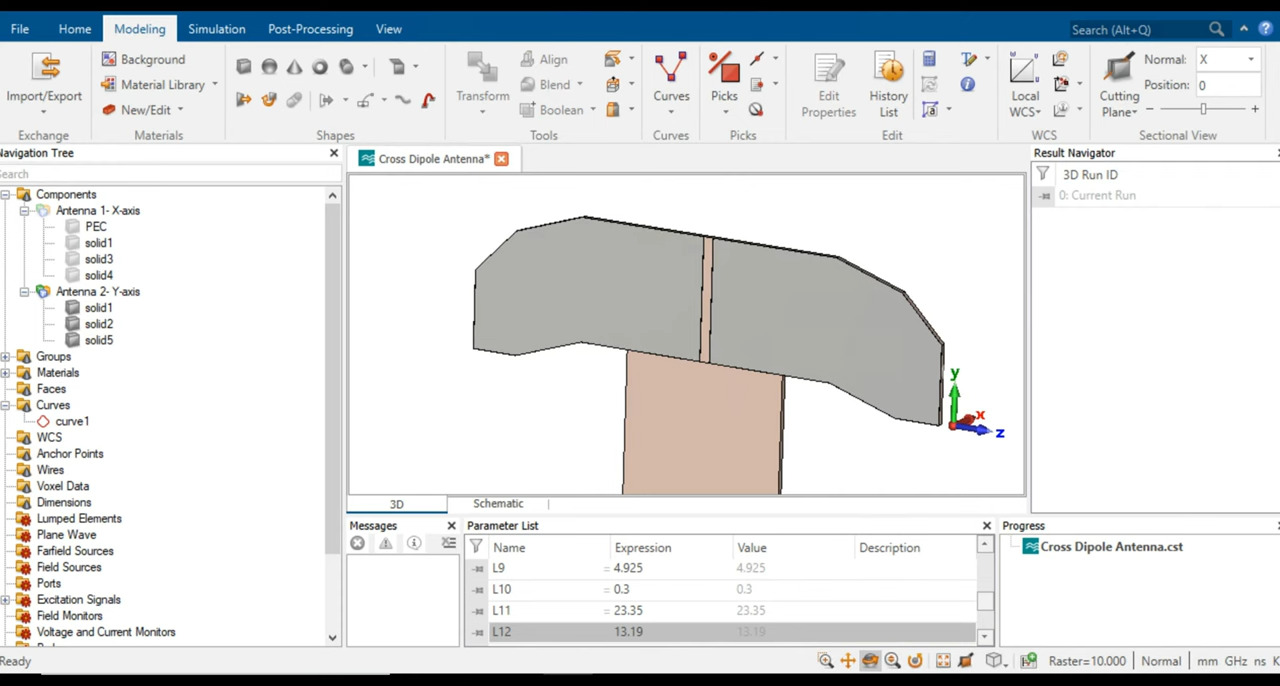 File Home Modeling Simulation Post-Processing View Search (Alt+Q)
Import/Export
Exchange
Background
Material Library
New/Edit
Materials
Shapes
Transform
Align
Blend
Boolean
Tools
Curves
Curves
Picks
Picks
Edit
Properties
History
List
Edit
Local
WCS
WCS
Cutting
Plane
Normal: X
Position: 0
Sectional View
Navigation Tree
Search
Components
Antenna 1- X-axis
PEC
solid1
solid3
solid4
Antenna 2- Y-axis
solid1
solid2
solid5
Groups
Materials
Faces
Curves
curve1
WCS
Anchor Points
Wires
Voxel Data
Dimensions
Lumped Elements
Plane Wave
Farfield Sources
Field Sources
Ports
Excitation Signals
Field Monitors
Voltage and Current Monitors
Cross Dipole Antenna*
y
x
z
3D Schematic
Result Navigator
3D Run ID
0: Current Run
Messages
Parameter List
Name Expression Value Description
L9 = 4.925 4.925
L10 = 0.3 0.3
L11 = 23.35 23.35
L12 13.19 13.19
Progress
Cross Dipole Antenna.cst
Ready
Raster=10.000 Normal mm GHz ns K